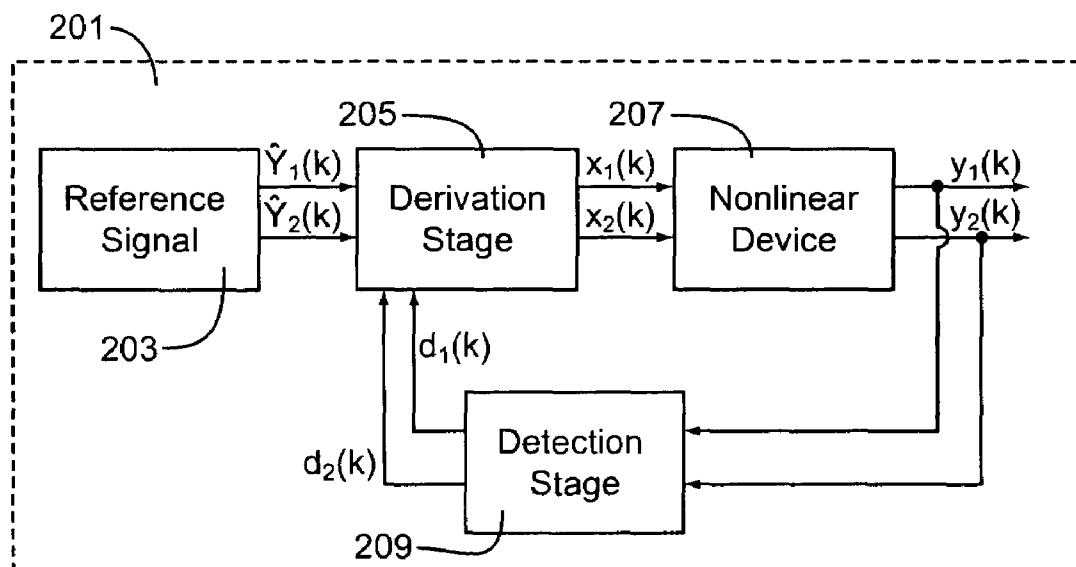 201
205
207
Reference
Signal
203
Ŷ₁(k)
Ŷ₂(k)
Derivation
Stage
x₁(k)
x₂(k)
Nonlinear
Device
y₁(k)
y₂(k)
d₁(k)
d₂(k)
Detection
Stage
209